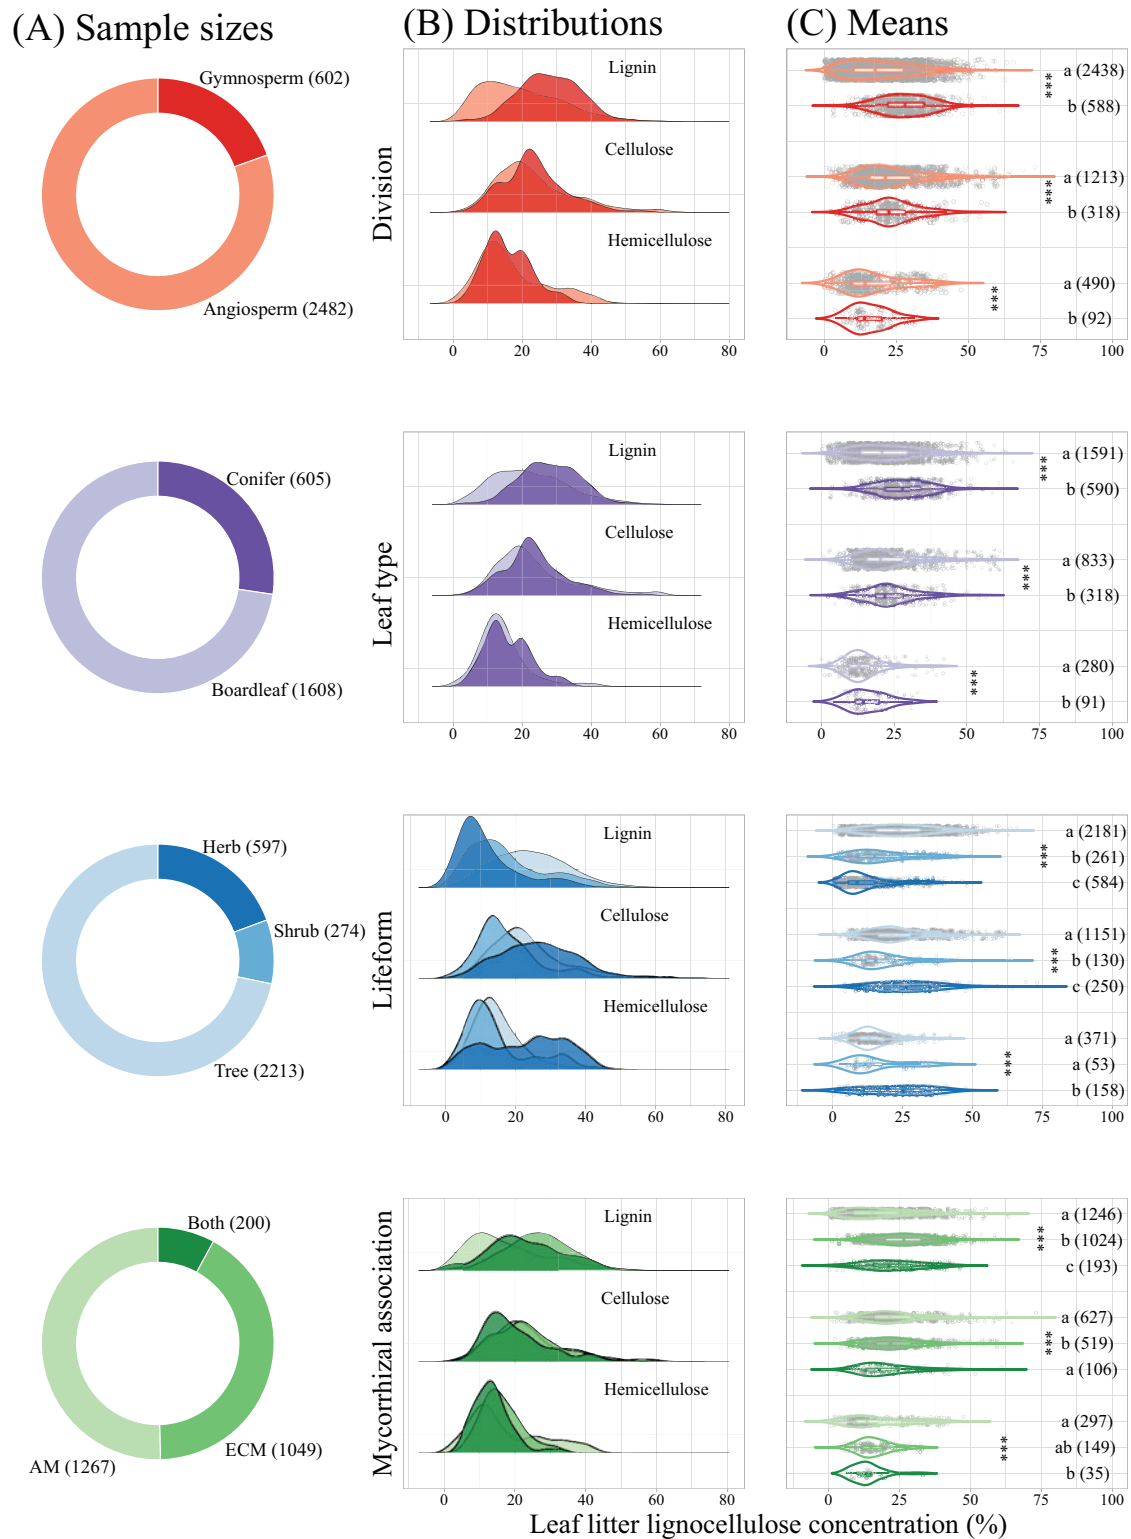 (A) Sample sizes
(B) Distributions
(C) Means
Gymnosperm (602)
Angiosperm (2482)
Division
Lignin
Cellulose
Hemicellulose
0 20 40 60 80
a (2438)
***
b (588)
a (1213)
***
b (318)
a (490)
***
b (92)
0 25 50 75 100
Conifer (605)
Boardleaf (1608)
Leaf type
Lignin
Cellulose
Hemicellulose
0 20 40 60 80
a (1591)
***
b (590)
a (833)
***
b (318)
a (280)
***
b (91)
0 25 50 75 100
Herb (597)
Shrub (274)
Tree (2213)
Lifeform
Lignin
Cellulose
Hemicellulose
0 20 40 60 80
a (2181)
***
b (261)
c (584)
a (1151)
***
b (130)
c (250)
a (371)
***
a (53)
b (158)
0 25 50 75 100
Both (200)
ECM (1049)
AM (1267)
Mycorrhizal association
Lignin
Cellulose
Hemicellulose
0 20 40 60 80
a (1246)
***
b (1024)
c (193)
a (627)
***
b (519)
a (106)
a (297)
***
ab (149)
b (35)
0 25 50 75 100
Leaf litter lignocellulose concentration (%)